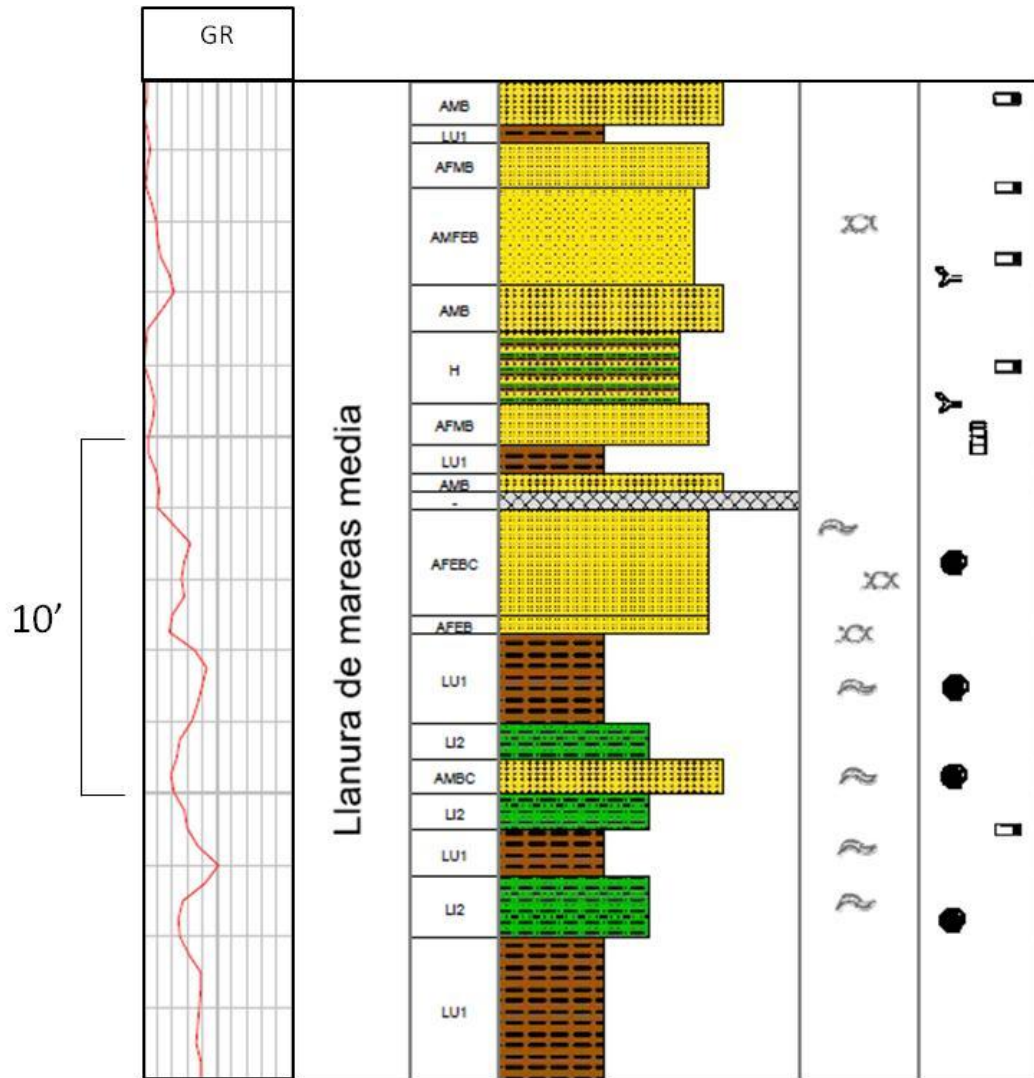 GR
AMB
LU1
AFMB
AMFEB
AMB
H
AFMB
LU1
AMB
-
AFEBC
AFEB
LU1
LI2
AMBC
LI2
LU1
LI2
LU1
Llanura de mareas media
10’